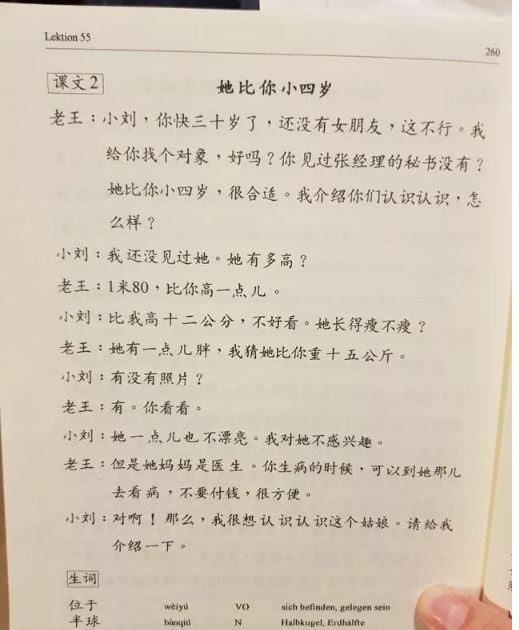 Lektion 55
260
课文2
她比你小四岁
老王：小刘，你快三十岁了，还没有女朋友，这不行。我
给你找个对象，好吗？你见过张经理的秘书没有？
她比你小四岁，很合适。我介绍你们认识认识，怎
么样？
小刘：我还没见过她。她有多高？
老王：1米80，比你高一点儿。
小刘：比我高十二公分，不好看。她长得瘦不瘦？
老王：她有一点儿胖，我猜她比你重十五公斤。
小刘：有没有照片？
老王：有。你看看。
小刘：她一点儿也不漂亮。我对她不感兴趣。
老王：但是她妈妈是医生。你生病的时候，可以到她那儿
去看病，不要付钱，很方便。
小刘：对啊！那么，我很想认识认识这个姑娘。请给我
介绍一下。
生词
位于 wèiyú VO sich befinden, gelegen sein
半球 bànqiú N Halbkugel, Erdhälfte